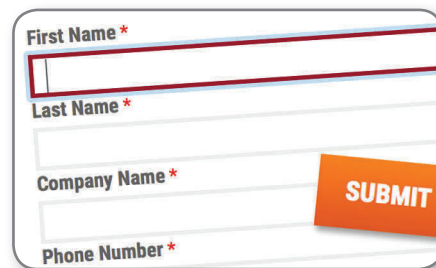 First Name *
Last Name *
Company Name *
SUBMIT
Phone Number *